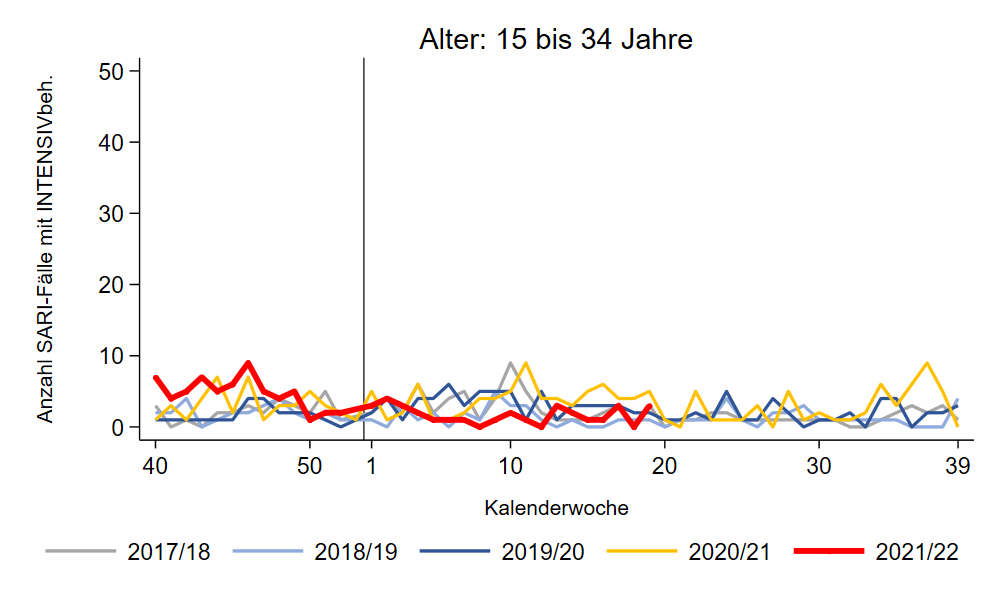 Alter: 15 bis 34 Jahre
Anzahl SARI-Fälle mit INTENSIVbeh.
50
40
30
20
10
0
40 50 1 10 20 30 39
Kalenderwoche
2017/18 2018/19 2019/20 2020/21 2021/22